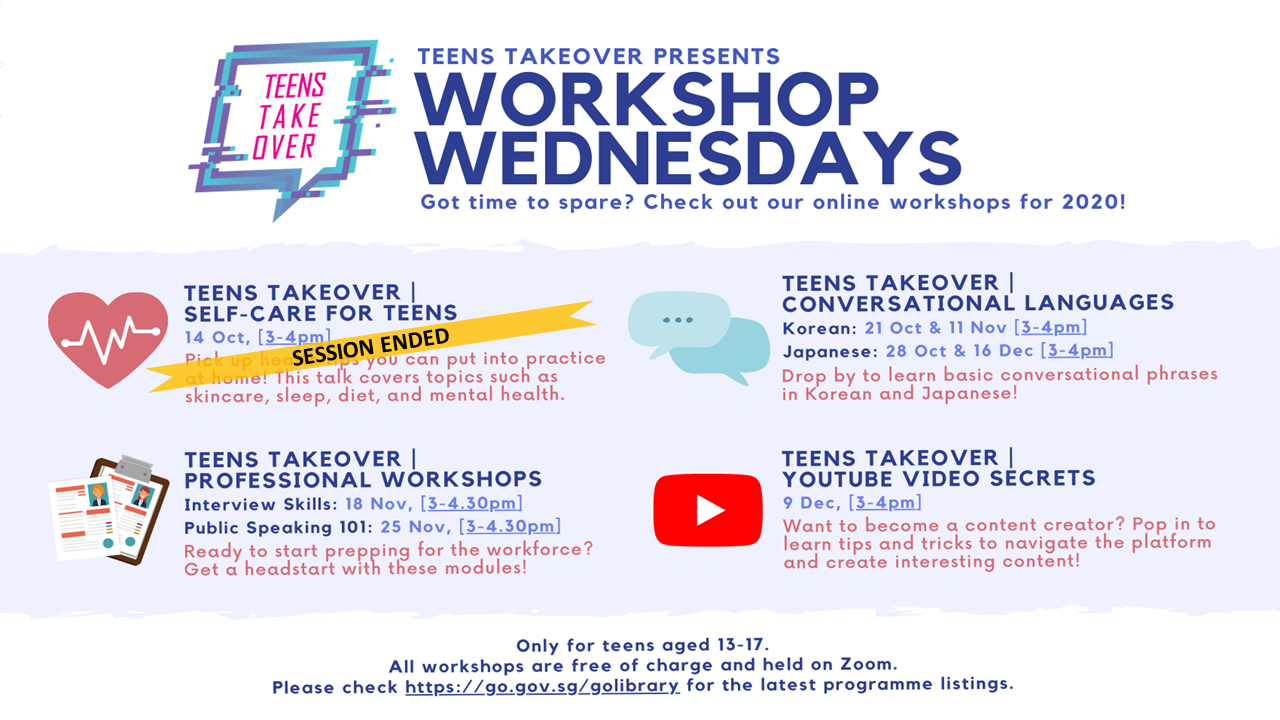 TEENS
TAKE
OVER
TEENS TAKEOVER PRESENTS
WORKSHOP
WEDNESDAYS
Got time to spare? Check out our online workshops for 2020!
TEENS TAKEOVER |
SELF-CARE FOR TEENS
14 Oct, [3-4pm]
SESSION ENDED
Pick up you can put into practice
at home! This talk covers topics such as
skincare, sleep, diet, and mental health.
TEENS TAKEOVER |
CONVERSATIONAL LANGUAGES
Korean: 21 Oct & 11 Nov [3-4pm]
Japanese: 28 Oct & 16 Dec [3-4pm]
Drop by to learn basic conversational phrases
in Korean and Japanese!
TEENS TAKEOVER |
PROFESSIONAL WORKSHOPS
Interview Skills: 18 Nov, [3-4.30pm]
Public Speaking 101: 25 Nov, [3-4.30pm]
Ready to start prepping for the workforce?
Get a headstart with these modules!
TEENS TAKEOVER |
YOUTUBE VIDEO SECRETS
9 Dec, [3-4pm]
Want to become a content creator? Pop in to
learn tips and tricks to navigate the platform
and create interesting content!
Only for teens aged 13-17.
All workshops are free of charge and held on Zoom.
Please check https://go.gov.sg/golibrary for the latest programme listings.